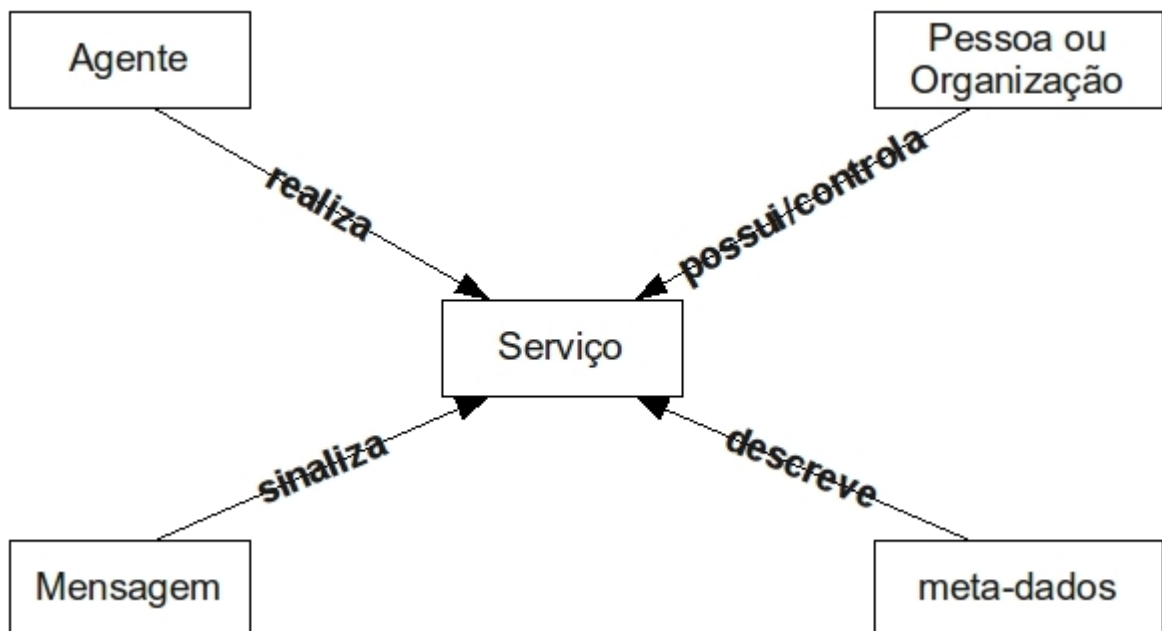 Agente
Pessoa ou
Organização
realiza
possui/controla
Serviço
sinaliza
descreve
Mensagem
meta-dados